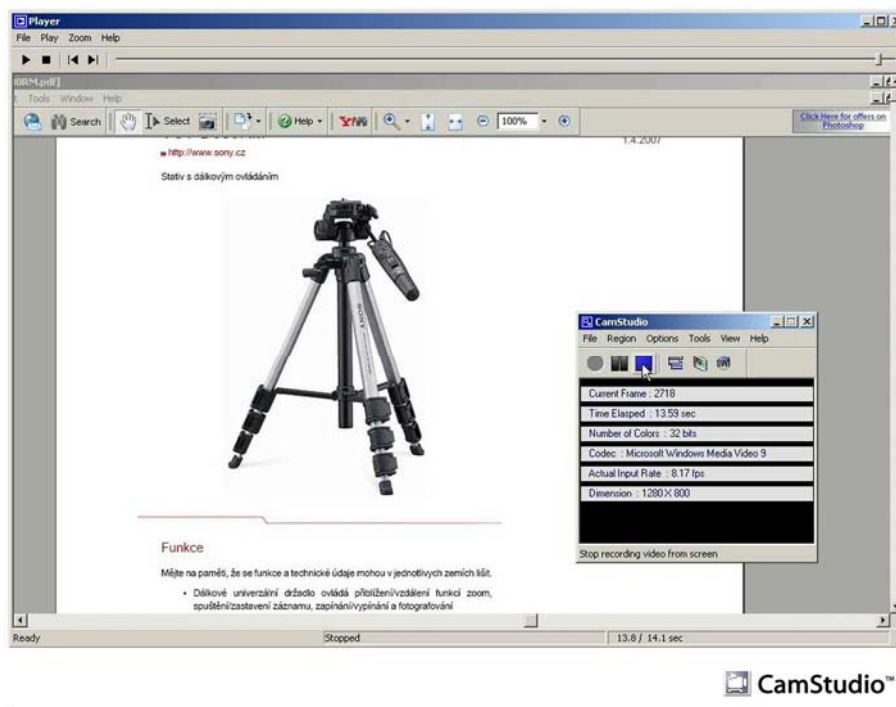 Player
File Play Zoom Help
0RM.pdf]
Tools Window Help
Search Select Help Y! 100% Click Here for offers on Photoshop
1.4.2007
http://www.sony.cz
Stativ s dálkovým ovládáním
SONY
CamStudio
File Region Options Tools View Help
SWF
Current Frame : 2718
Time Elasped : 13.59 sec
Number of Colors : 32 bits
Codec : Microsoft Windows Media Video 9
Actual Input Rate : 8.17 fps
Dimension : 1280 X 800
Stop recording video from screen
Funkce
Mějte na paměti, že se funkce a technické údaje mohou v jednotlivych zemích lišit.
• Dálkové univerzální držadlo ovládá přiblížení/vzdálení funkcí zoom,
spuštění/zastavení záznamu, zapínání/vypínání a fotografování
Ready Stopped 13.8 / 14.1 sec
CamStudio™